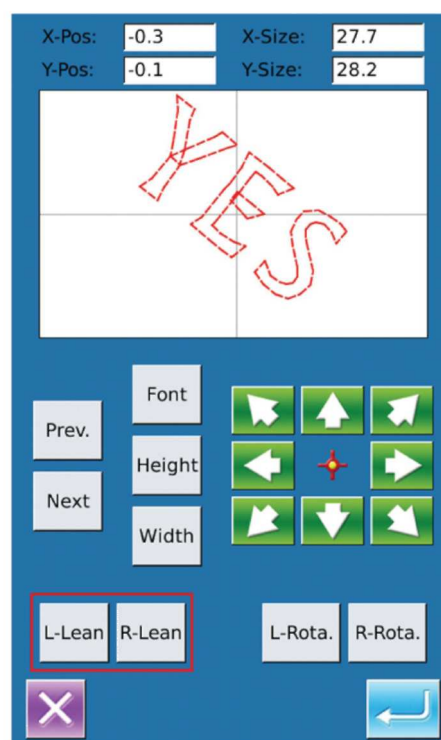 X-Pos: -0.3 X-Size: 27.7
Y-Pos: -0.1 Y-Size: 28.2
YES
Font
Prev.
Height
Next
Width
L-Lean R-Lean L-Rota. R-Rota.